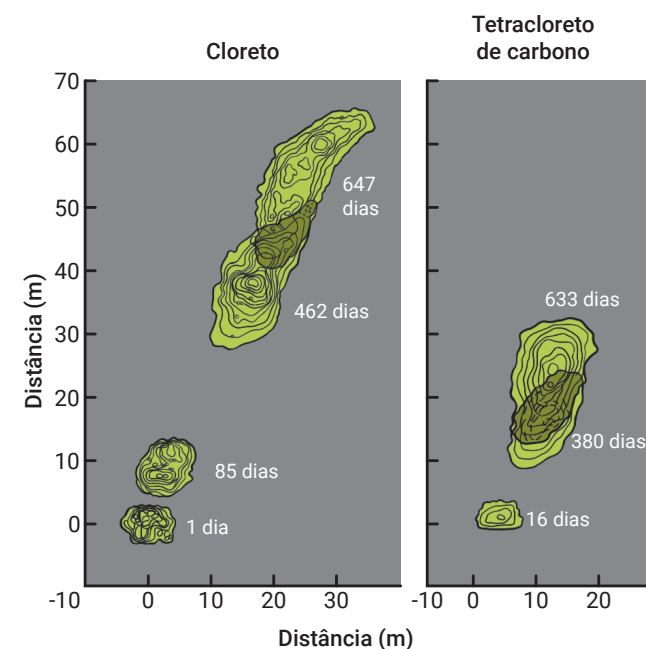 Cloreto
Tetracloreto
de carbono
Distância (m)
70
60
50
40
30
20
10
0
-10
0
10
20
30
647
dias
462 dias
85 dias
1 dia
-10
0
10
20
633 dias
380 dias
16 dias
Distância (m)